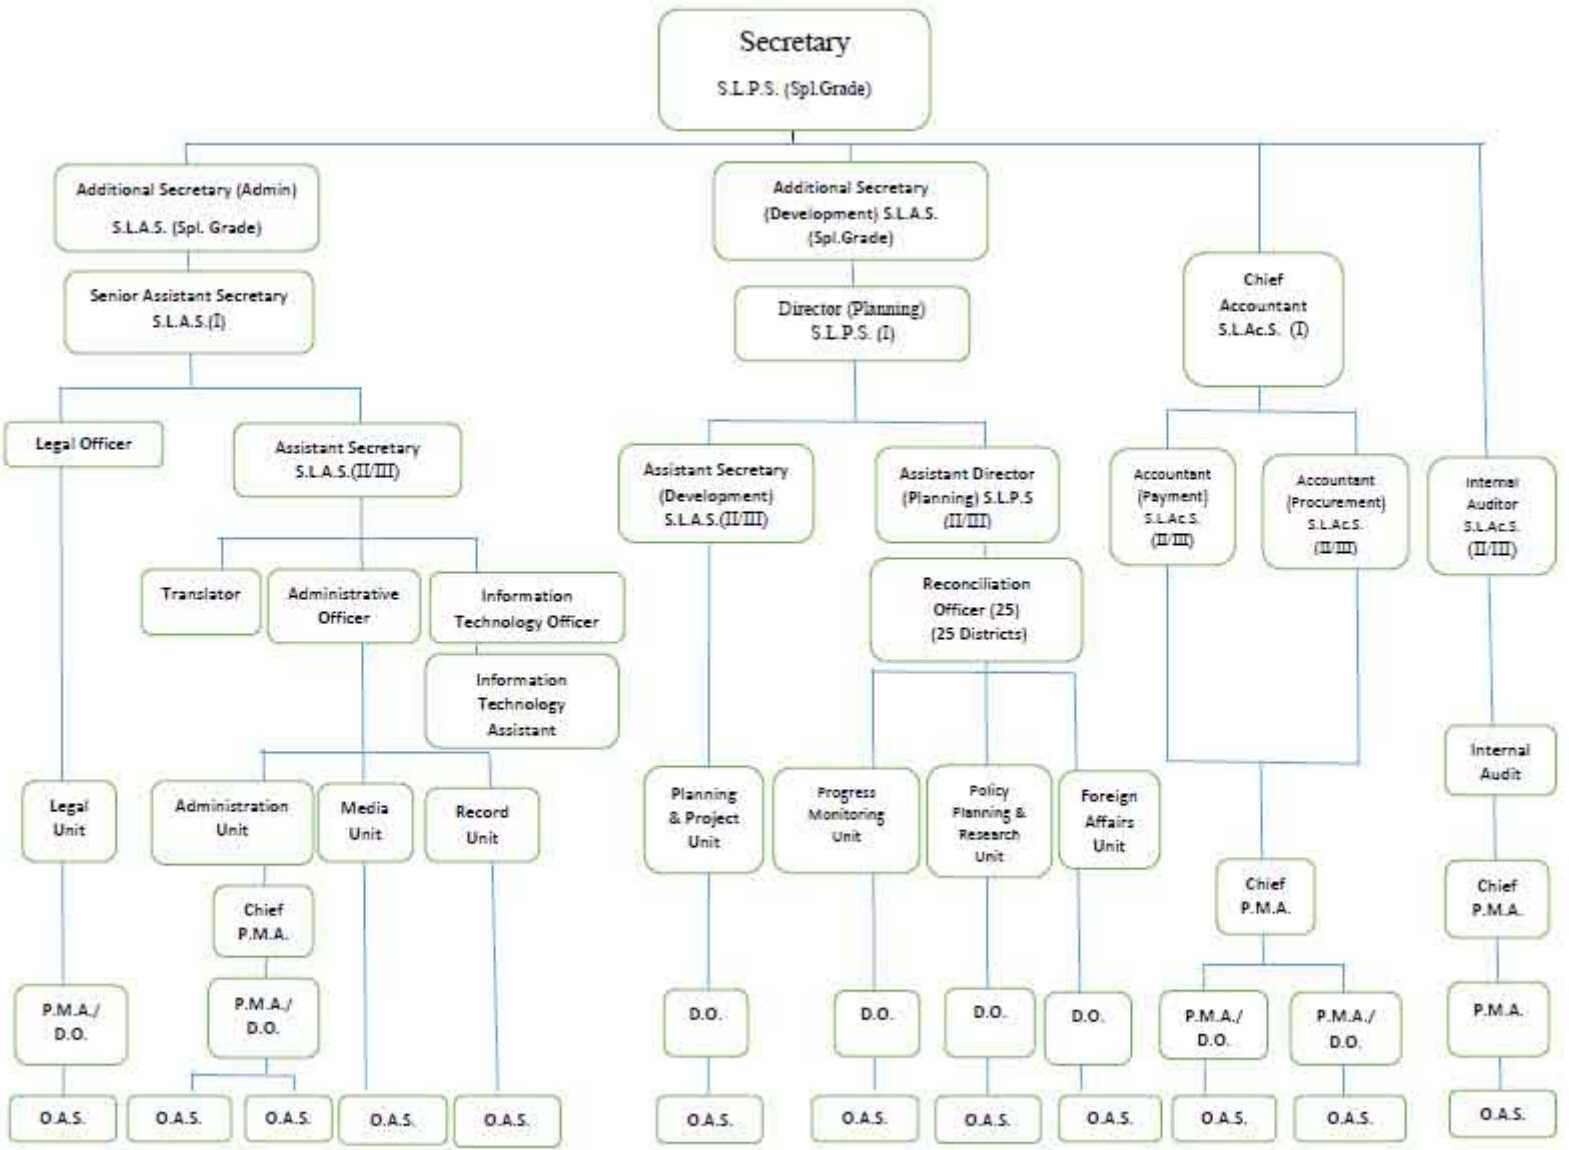 Secretary
S.L.P.S. (Spl.Grade)
Additional Secretary (Admin)
S.L.A.S. (Spl. Grade)
Additional Secretary
(Development) S.L.A.S.
(Spl.Grade)
Senior Assistant Secretary
S.L.A.S.(I)
Director (Planning)
S.L.P.S. (I)
Chief
Accountant
S.L.Ac.S. (I)
Legal Officer
Assistant Secretary
S.L.A.S.(II/III)
Assistant Secretary
(Development)
S.L.A.S.(II/III)
Assistant Director
(Planning) S.L.P.S
(II/III)
Accountant
(Payment)
S.L.Ac.S.
(II/III)
Accountant
(Procurement)
S.L.Ac.S.
(II/III)
Internal
Auditor
S.L.Ac.S.
(II/III)
Translator
Administrative
Officer
Information
Technology Officer
Reconciliation
Officer (25)
(25 Districts)
Information
Technology
Assistant
Internal
Audit
Legal
Unit
Administration
Unit
Media
Unit
Record
Unit
Planning
& Project
Unit
Progress
Monitoring
Unit
Policy
Planning &
Research
Unit
Foreign
Affairs
Unit
Chief
P.M.A.
Chief
P.M.A.
Chief
P.M.A.
P.M.A./
D.O.
P.M.A./
D.O.
D.O.
D.O.
D.O.
D.O.
P.M.A./
D.O.
P.M.A./
D.O.
P.M.A.
O.A.S.
O.A.S.
O.A.S.
O.A.S.
O.A.S.
O.A.S.
O.A.S.
O.A.S.
O.A.S.
O.A.S.
O.A.S.
O.A.S.